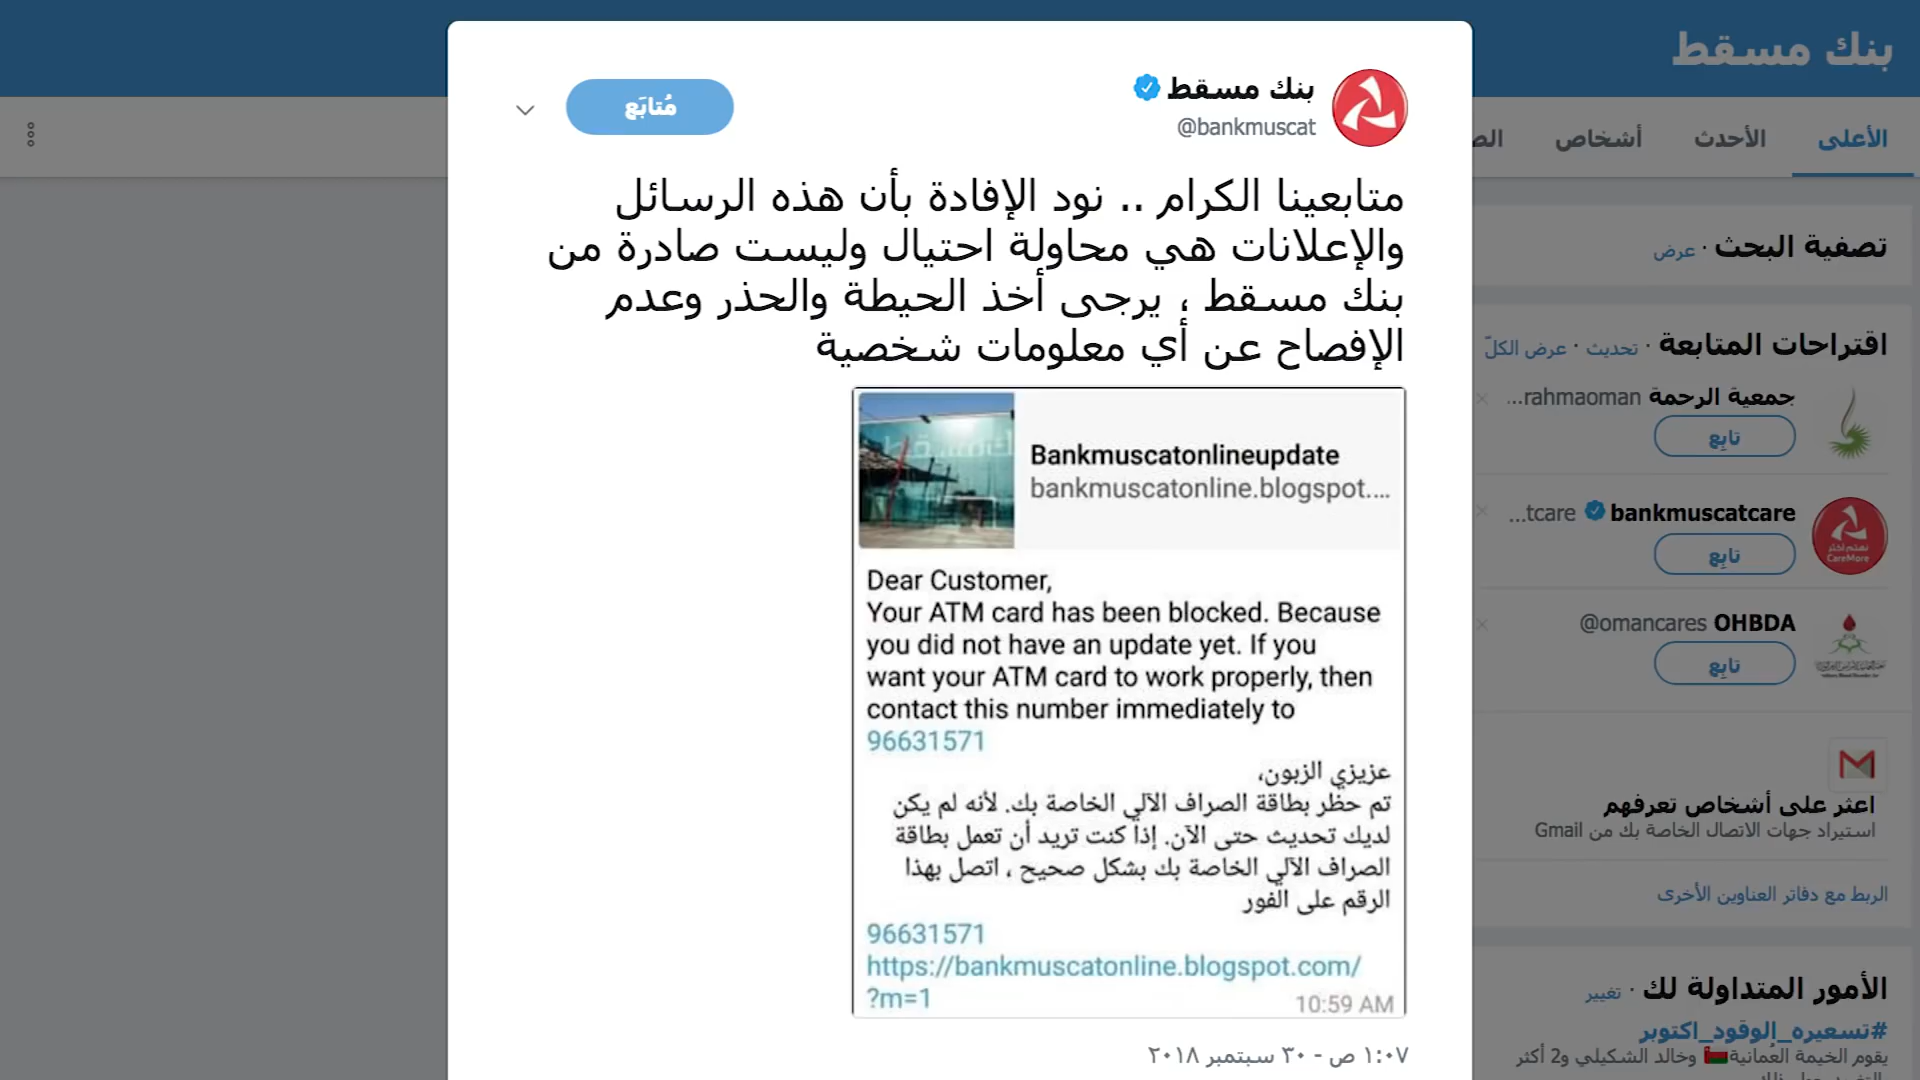 بنك مسقط
الأعلى
الأحدث
أشخاص
بنك مسقط
@bankmuscat
مُتابَع
متابعينا الكرام .. نود الإفادة بأن هذه الرسائل
والإعلانات هي محاولة احتيال وليست صادرة من
بنك مسقط ، يرجى أخذ الحيطة والحذر وعدم
الإفصاح عن أي معلومات شخصية
Bankmuscatonlineupdate
bankmuscatonline.blogspot....
Dear Customer,
Your ATM card has been blocked. Because
you did not have an update yet. If you
want your ATM card to work properly, then
contact this number immediately to
96631571
عزيزي الزبون،
تم حظر بطاقة الصراف الآلي الخاصة بك. لأنه لم يكن
لديك تحديث حتى الآن. إذا كنت تريد أن تعمل بطاقة
الصراف الآلي الخاصة بك بشكل صحيح ، اتصل بهذا
الرقم على الفور
96631571
https://bankmuscatonline.blogspot.com/
?m=1
10:59 AM
١:٠٧ ص - ٣٠ سبتمبر ٢٠١٨
تصفية البحث · عرض
اقتراحات المتابعة · تحديث · عرض الكلّ
جمعية الرحمة rahmaoman...
تابِع
bankmuscatcare tcare...
تابِع
نهتم أكثر
CareMore
OHBDA @omancares
تابِع
اعثر على أشخاص تعرفهم
استيراد جهات الاتصال الخاصة بك من Gmail
الربط مع دفاتر العناوين الأخرى
الأمور المتداولة لك · تغيير
#تسعيره_الوقود_اكتوبر
يقوم الخيمة العُمانية وخالد الشكيلي و2 أكثر